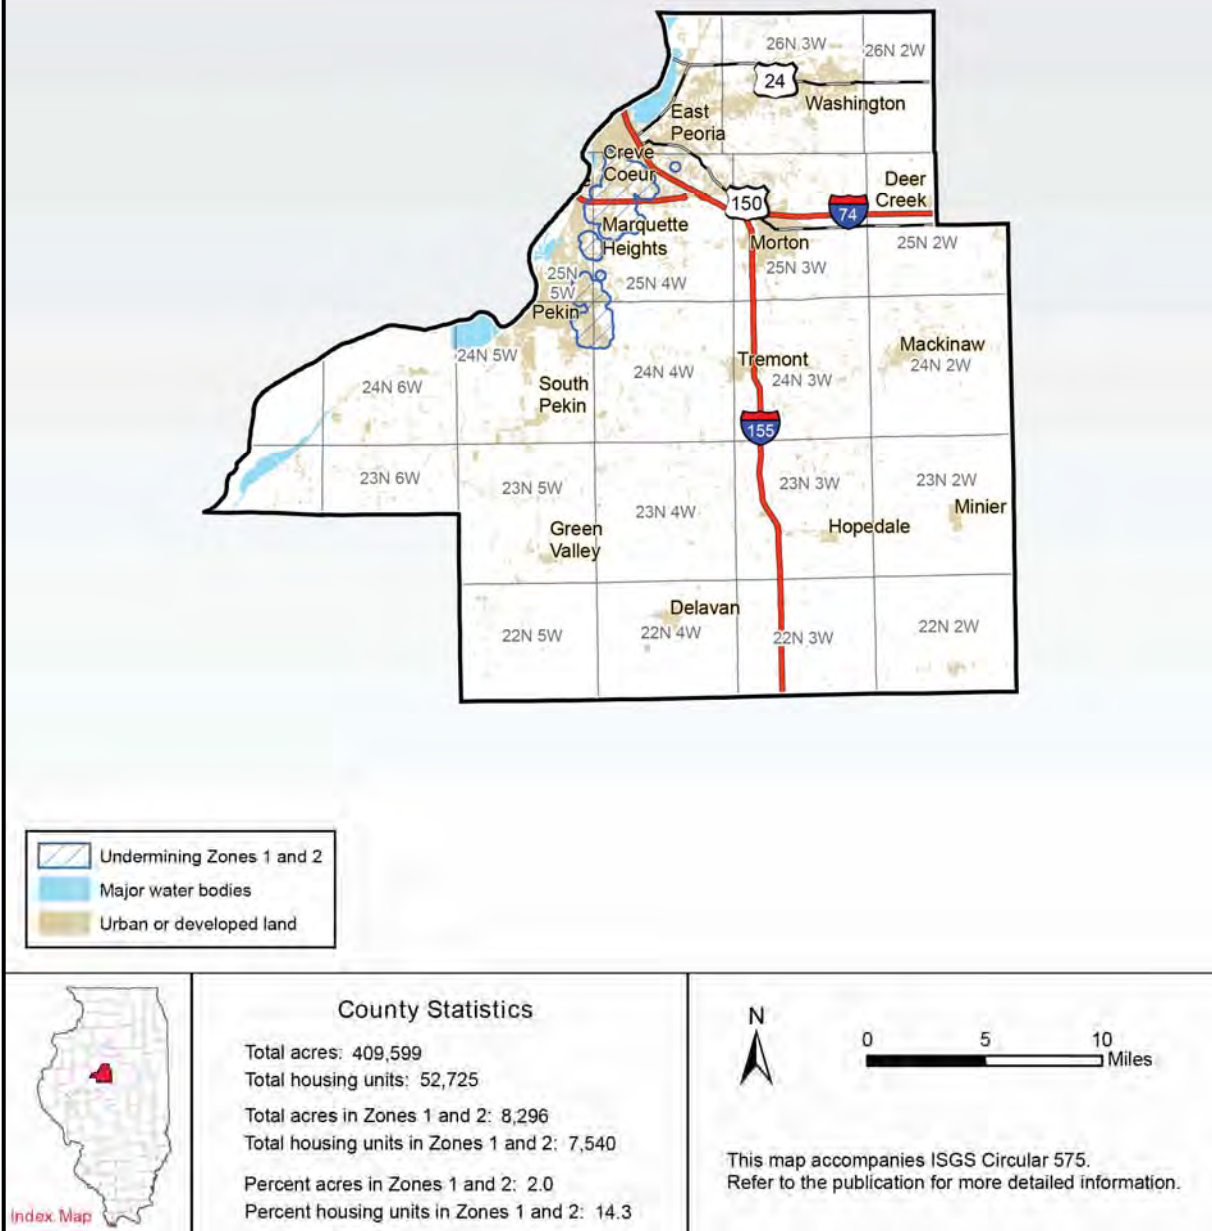 26N 3W
26N 2W
24
Washington
East
Peoria
Creve
Coeur
Deer
Creek
150
74
Marquette
Heights
Morton
25N 2W
25N 3W
25N
5W
25N 4W
Pekin
24N 5W
Mackinaw
24N 2W
Tremont
24N 3W
24N 4W
24N 6W
South
Pekin
155
23N 6W
23N 5W
23N 4W
23N 3W
23N 2W
Minier
Green
Valley
Hopedale
Delavan
22N 5W
22N 4W
22N 3W
22N 2W
Undermining Zones 1 and 2
Major water bodies
Urban or developed land
Index Map
County Statistics
Total acres: 409,599
Total housing units: 52,725
Total acres in Zones 1 and 2: 8,296
Total housing units in Zones 1 and 2: 7,540
Percent acres in Zones 1 and 2: 2.0
Percent housing units in Zones 1 and 2: 14.3
N
0 5 10
Miles
This map accompanies ISGS Circular 575.
Refer to the publication for more detailed information.